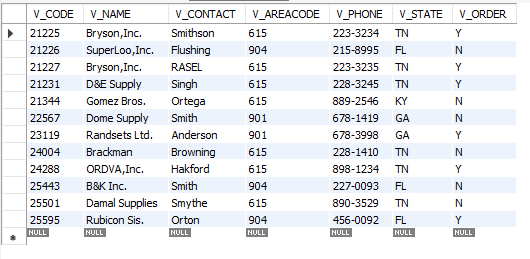 V_CODE V_NAME V_CONTACT V_AREACODE V_PHONE V_STATE V_ORDER
21225 Bryson,Inc. Smithson 615 223-3234 TN Y
21226 SuperLoo,Inc. Flushing 904 215-8995 FL N
21227 Bryson,Inc. RASEL 615 223-3235 TN Y
21231 D&E Supply Singh 615 228-3245 TN Y
21344 Gomez Bros. Ortega 615 889-2546 KY N
22567 Dome Supply Smith 901 678-1419 GA N
23119 Randsets Ltd. Anderson 901 678-3998 GA Y
24004 Brackman Browning 615 228-1410 TN N
24288 ORDVA,Inc. Hakford 615 898-1234 TN Y
25443 B&K Inc. Smith 904 227-0093 FL N
25501 Damal Supplies Smythe 615 890-3529 TN N
25595 Rubicon Sis. Orton 904 456-0092 FL Y
NULL NULL NULL NULL NULL NULL NULL